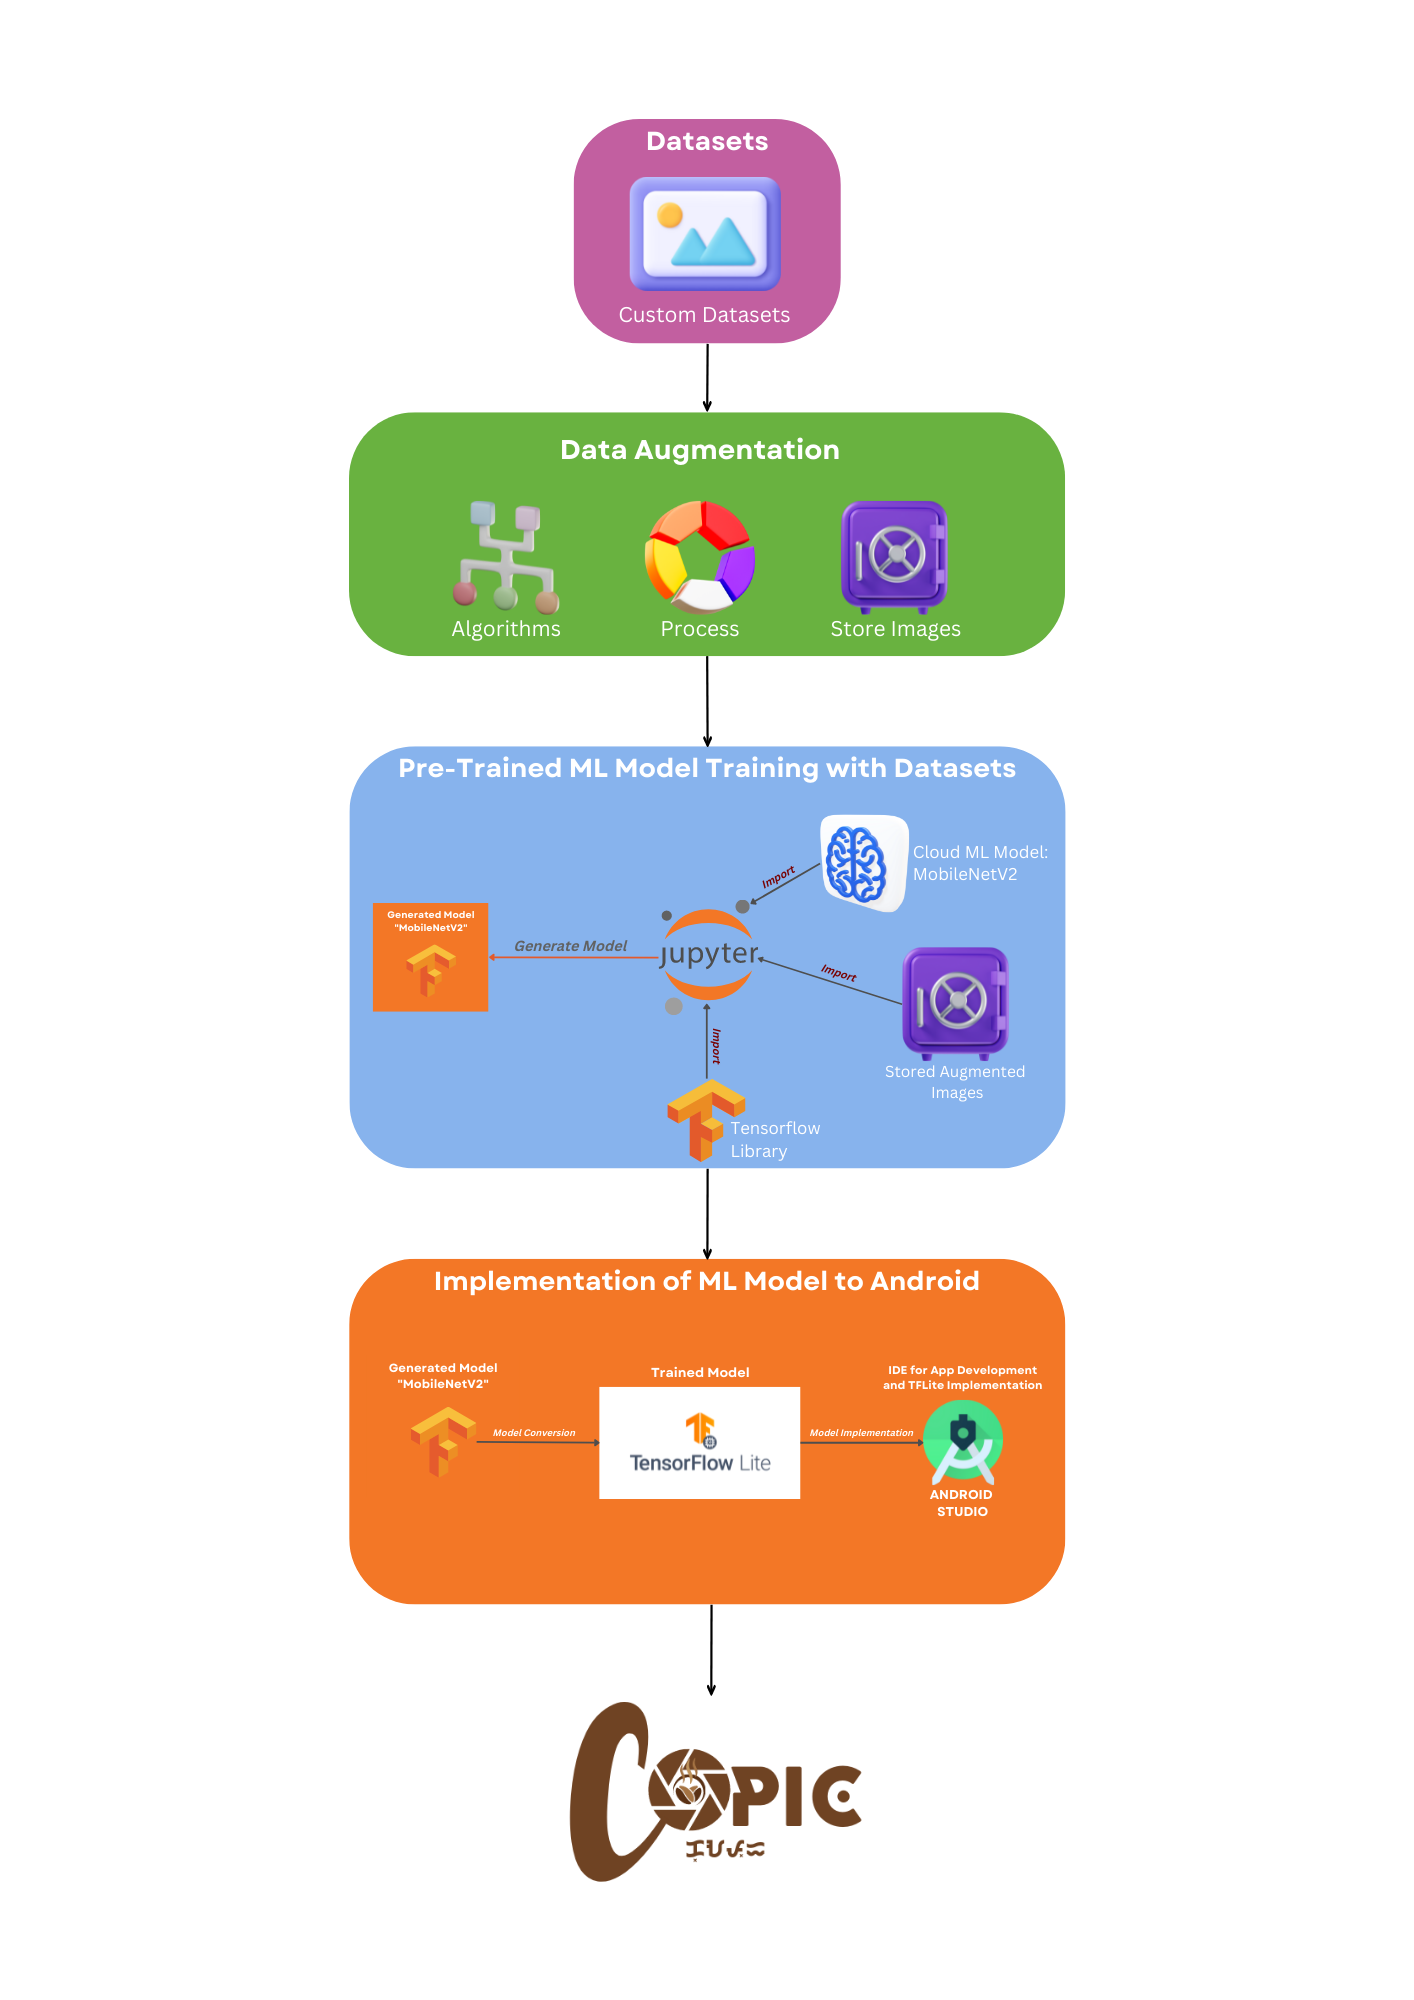 Datasets
Custom Datasets
Data Augmentation
Algorithms
Process
Store Images
Pre-Trained ML Model Training with Datasets
Cloud ML Model:
MobileNetV2
Import
Generated Model
"MobileNetV2"
Generate Model
jupyter
Import
Import
Stored Augmented
Images
Tensorflow
Library
Implementation of ML Model to Android
Generated Model
"MobileNetV2"
Model Conversion
Trained Model
TensorFlow Lite
Model Implementation
IDE for App Development
and TFLite Implementation
ANDROID
STUDIO
COPIC